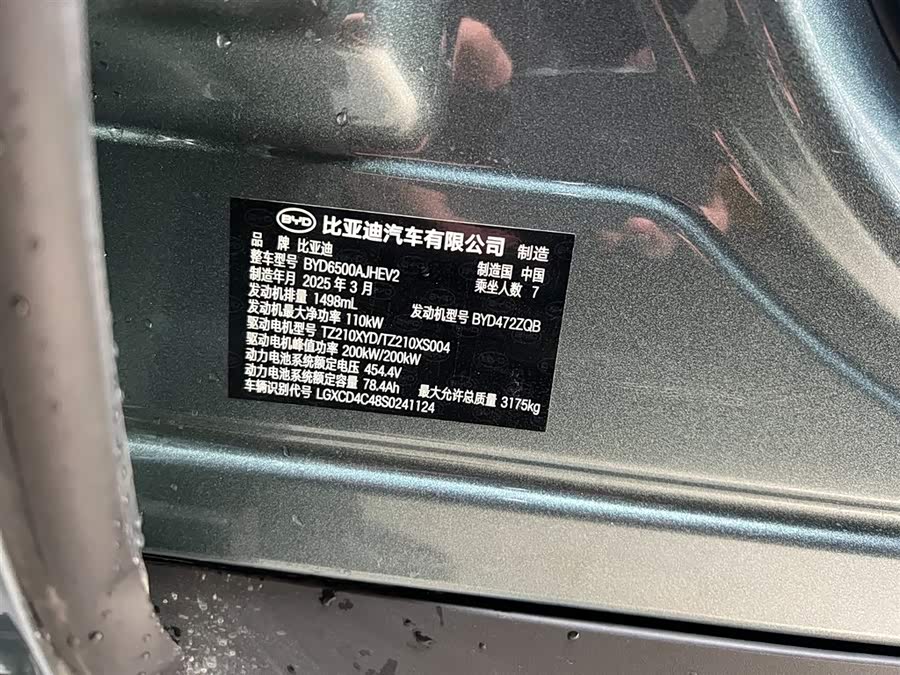 BYD 比亚迪汽车有限公司 制造
品 牌 比亚迪 制造国 中国
整车型号 BYD6500AJHEV2 乘坐人数 7
制造年月 2025 年 3 月
发动机排量 1498mL 发动机型号 BYD472ZQB
发动机最大净功率 110kW
驱动电机型号 TZ210XYD/TZ210XS004
驱动电机峰值功率 200kW/200kW
动力电池系统额定电压 454.4V
动力电池系统额定容量 78.4Ah 最大允许总质量 3175kg
车辆识别代号 LGXCD4C48S0241124